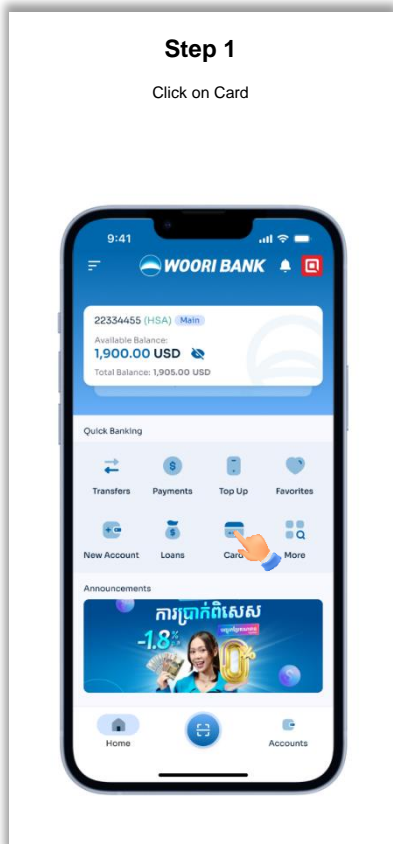 Step 1
Click on Card
9:41
WOORI BANK
22334455 (HSA) Main
Available Balance:
1,900.00 USD
Total Balance: 1,905.00 USD
Quick Banking
Transfers Payments Top Up Favorites
New Account Loans Card More
Announcements
ការប្រាក់ពិសេស
-1.8%
0%
Home Accounts